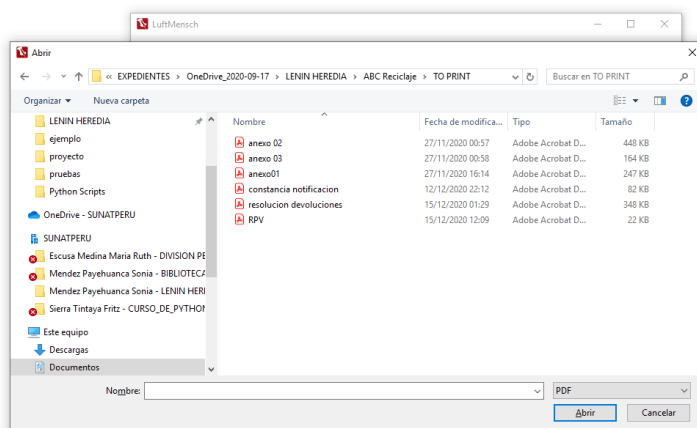 LuftMensch
Abrir
« EXPEDIENTES > OneDrive_2020-09-17 > LENIN HEREDIA > ABC Reciclaje > TO PRINT
Buscar en TO PRINT
Organizar
Nueva carpeta
LENIN HEREDIA
ejemplo
proyecto
pruebas
Python Scripts
OneDrive - SUNATPERU
SUNATPERU
Escusa Medina Maria Ruth - DIVISION PE
Mendez Payehuanca Sonia - BIBLIOTECA
Mendez Payehuanca Sonia - LENIN HERI
Sierra Tintaya Fritz - CURSO_DE_PYTHON
Este equipo
Descargas
Documentos
Nombre Fecha de modifica... Tipo Tamaño
anexo 02 27/11/2020 00:57 Adobe Acrobat D... 448 KB
anexo 03 27/11/2020 00:58 Adobe Acrobat D... 164 KB
anexo01 27/11/2020 16:14 Adobe Acrobat D... 247 KB
constancia notificacion 12/12/2020 22:12 Adobe Acrobat D... 82 KB
resolucion devoluciones 15/12/2020 01:29 Adobe Acrobat D... 348 KB
RPV 15/12/2020 12:09 Adobe Acrobat D... 22 KB
Nombre:
PDF
Abrir
Cancelar